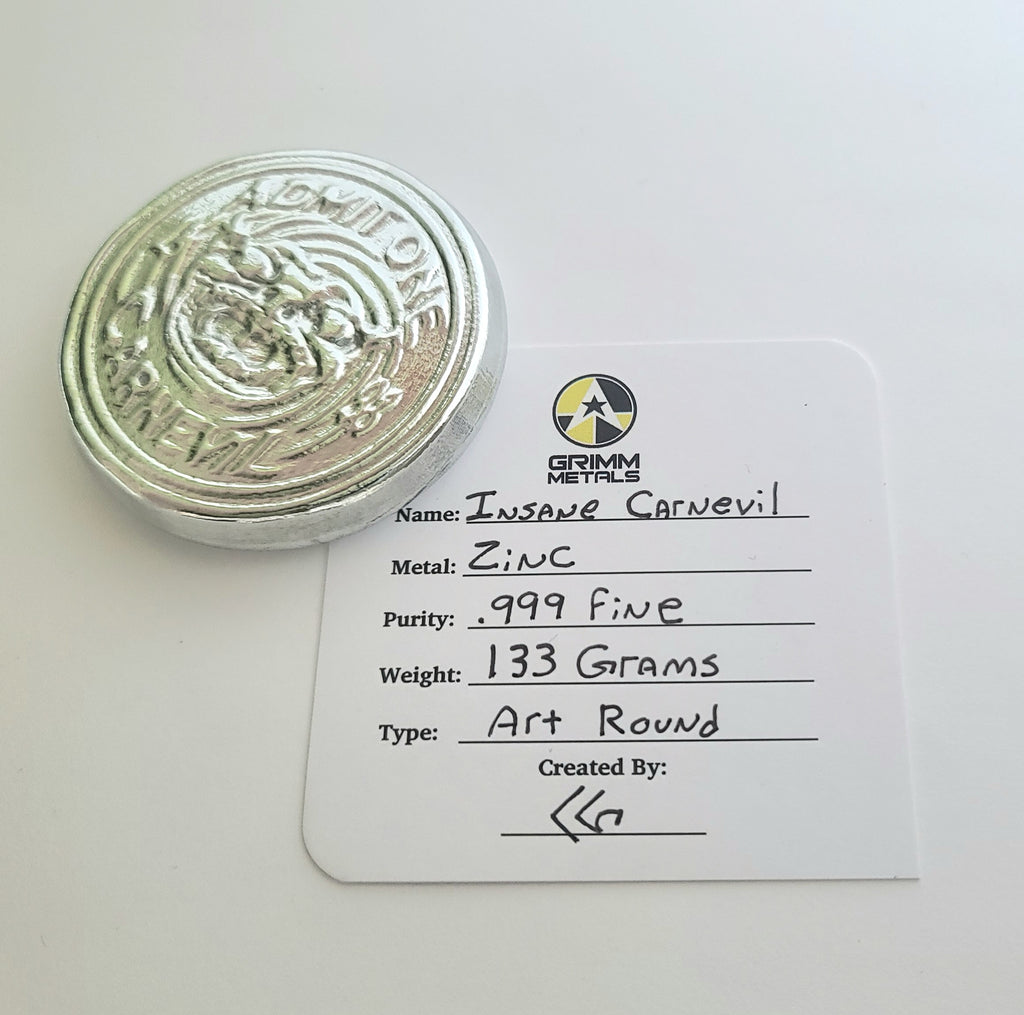 ADMIT ONE
CARNEVIL
GRIMM
METALS
Name: Insane Carnevil
Metal: Zinc
Purity: .999 Fine
Weight: 133 Grams
Type: Art Round
Created By: